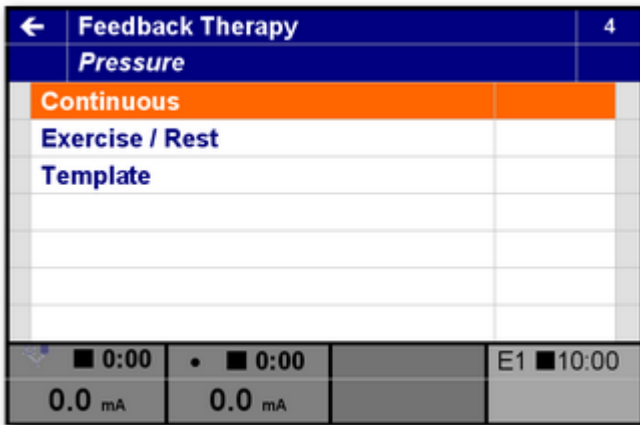 Feedback Therapy 4
Pressure
Continuous
Exercise / Rest
Template
0:00 0:00 E1 10:00
0.0 mA 0.0 mA